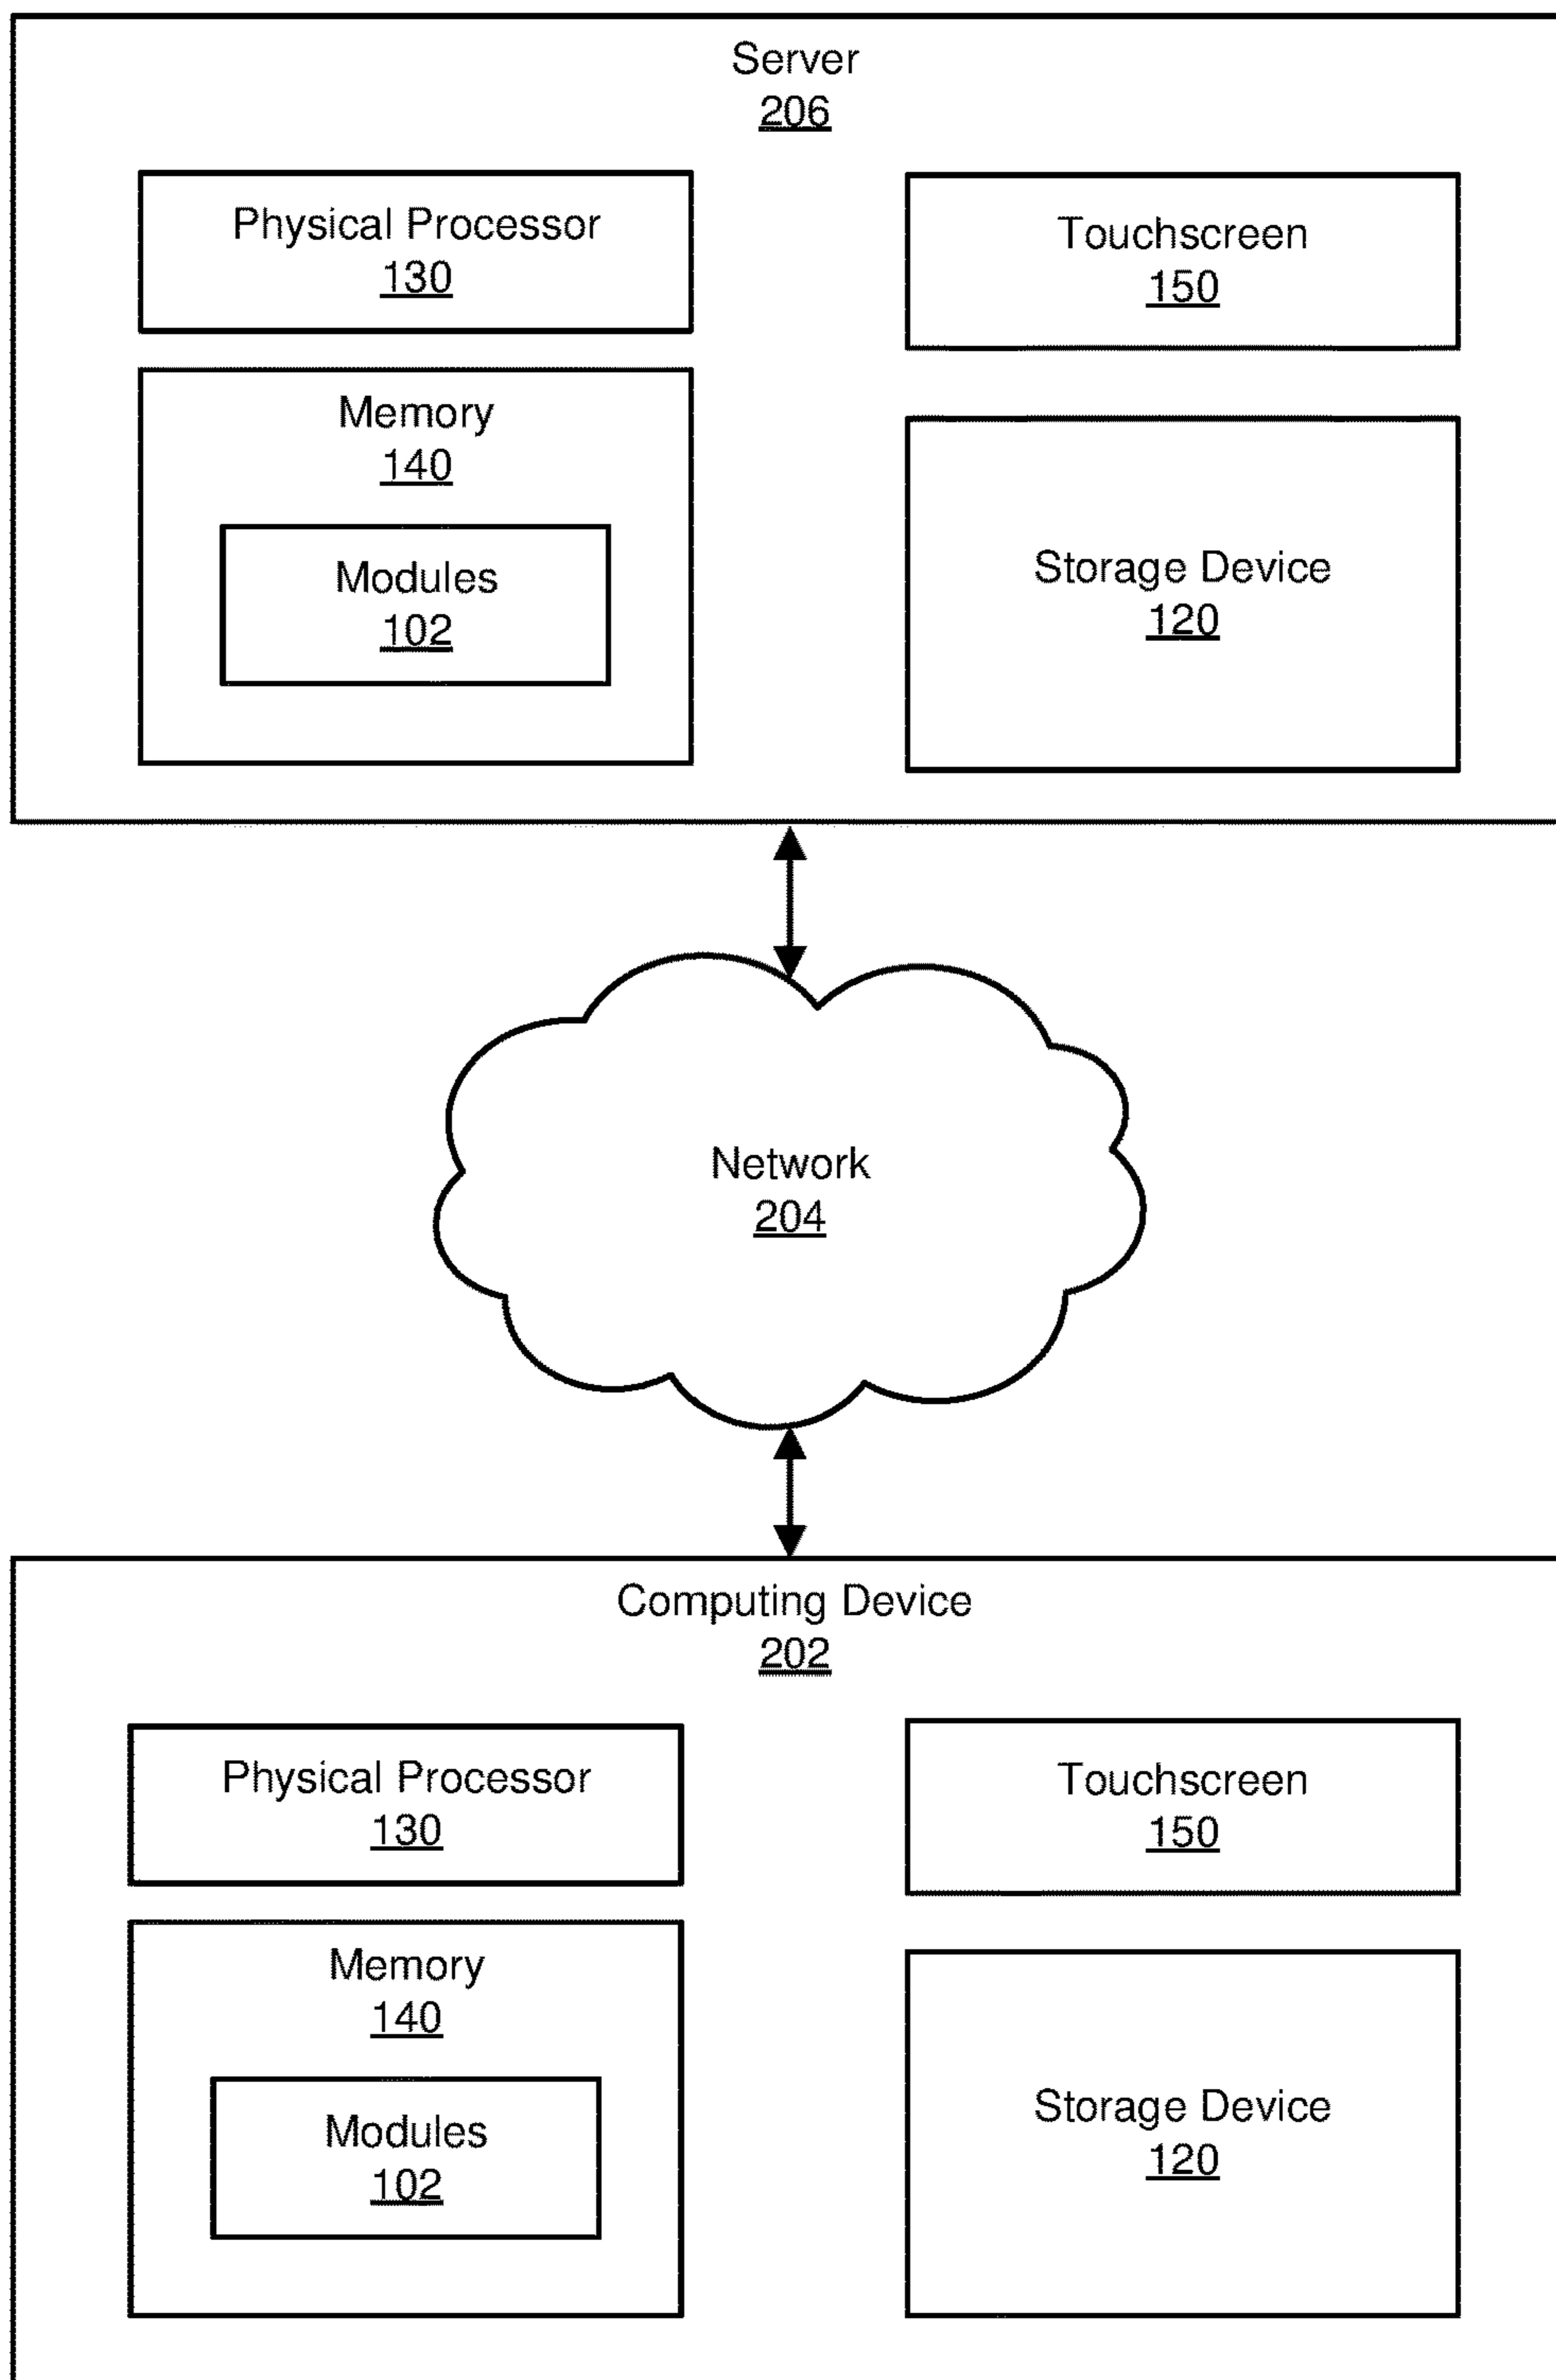 Server
206
Physical Processor
130
Touchscreen
150
Memory
140
Modules
102
Storage Device
120
Network
204
Computing Device
202
Physical Processor
130
Touchscreen
150
Memory
140
Modules
102
Storage Device
120